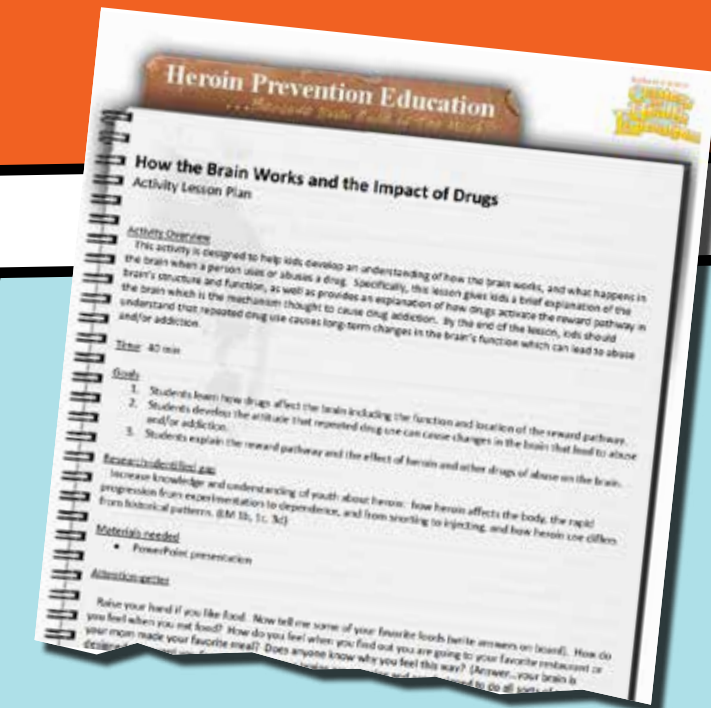 Heroin Prevention Education
How the Brain Works and the Impact of Drugs
Activity Lesson Plan
Activity Overview
This activity is designed to help kids develop an understanding of how the brain works, and what happens in
the brain when a person uses or abuses a drug. Specifically, this lesson gives kids a brief explanation of the
brain's structure and function, as well as provides an explanation of how drugs activate the reward pathway in
the brain which is the mechanism thought to cause drug addiction. By the end of the lesson, kids should
understand that repeated drug use causes long-term changes in the brain's function which can lead to abuse
and/or addiction.
Time: 40 min
Goals
1. Students learn how drugs affect the brain including the function and location of the reward pathway.
2. Students develop the attitude that repeated drug use can cause changes in the brain that lead to abuse
and/or addiction.
3. Students explain the reward pathway and the effect of heroin and other drugs of abuse on the brain.
Research-identified gap
Increase knowledge and understanding of youth about heroin: how heroin affects the body, the rapid
progression from experimentation to dependence, and from snorting to injecting, and how heroin use differs
from historical patterns. (I.M 1b, 1c, 3d)
Materials needed
• PowerPoint presentation
Attention-getter
Raise your hand if you like food. Now tell me some of your favorite foods (write answers on board). How do
you feel when you eat food? How do you feel when you find out you are going to your favorite restaurant or
your mom made your favorite meal? Does anyone know why you feel this way? (Answer...your brain is
to do all sorts of